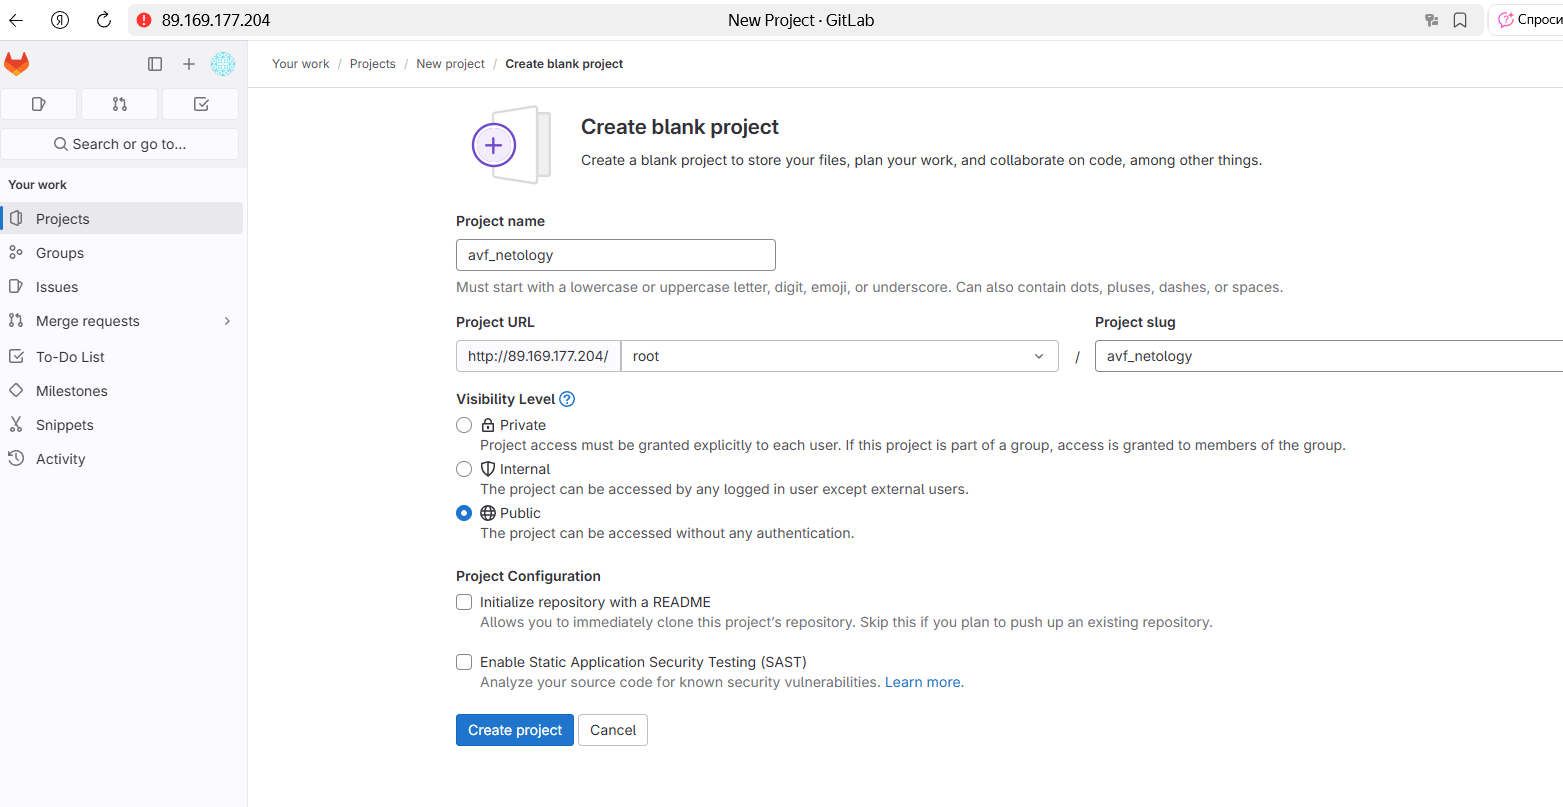 Я 89.169.177.204 New Project · GitLab Спроси
Your work / Projects / New project / Create blank project
Search or go to...
Your work
Projects
Groups
Issues
Merge requests
To-Do List
Milestones
Snippets
Activity
Create blank project
Create a blank project to store your files, plan your work, and collaborate on code, among other things.
Project name
avf_netology
Must start with a lowercase or uppercase letter, digit, emoji, or underscore. Can also contain dots, pluses, dashes, or spaces.
Project URL Project slug
http://89.169.177.204/ root / avf_netology
Visibility Level ?
Private
Project access must be granted explicitly to each user. If this project is part of a group, access is granted to members of the group.
Internal
The project can be accessed by any logged in user except external users.
Public
The project can be accessed without any authentication.
Project Configuration
Initialize repository with a README
Allows you to immediately clone this project's repository. Skip this if you plan to push up an existing repository.
Enable Static Application Security Testing (SAST)
Analyze your source code for known security vulnerabilities. Learn more.
Create project Cancel